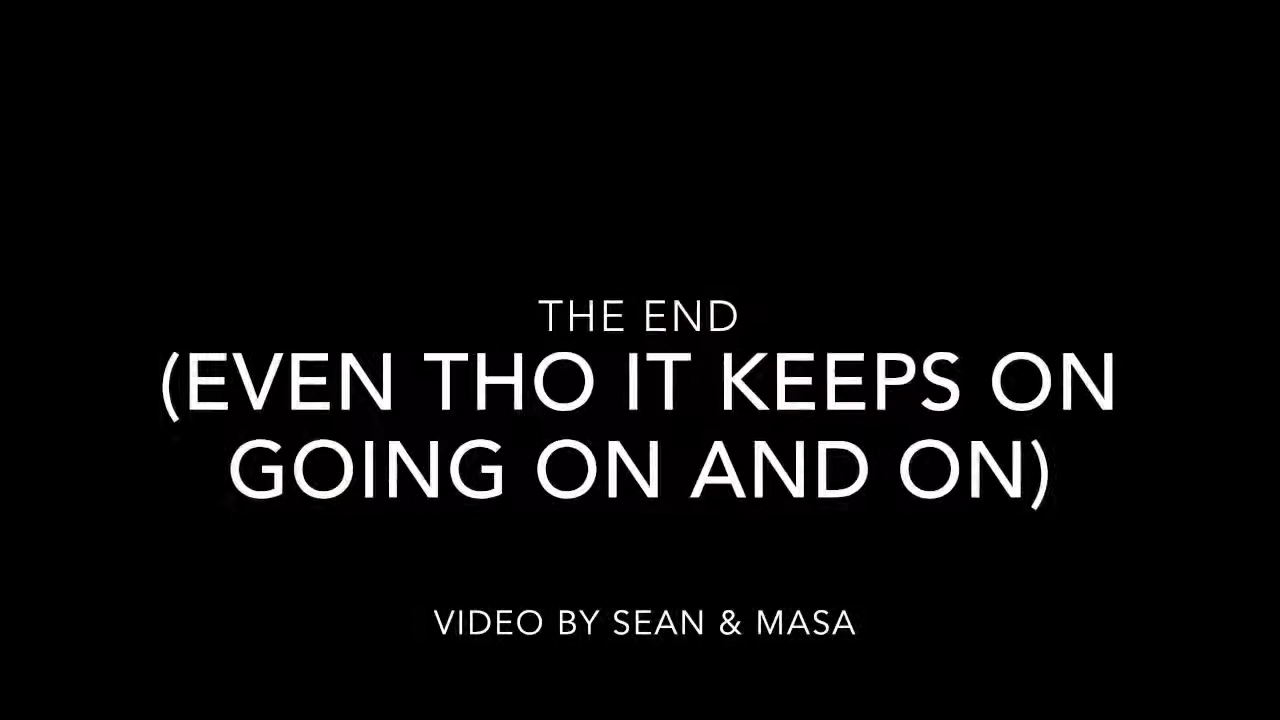 THE END
(EVEN THO IT KEEPS ON
GOING ON AND ON)
VIDEO BY SEAN & MASA